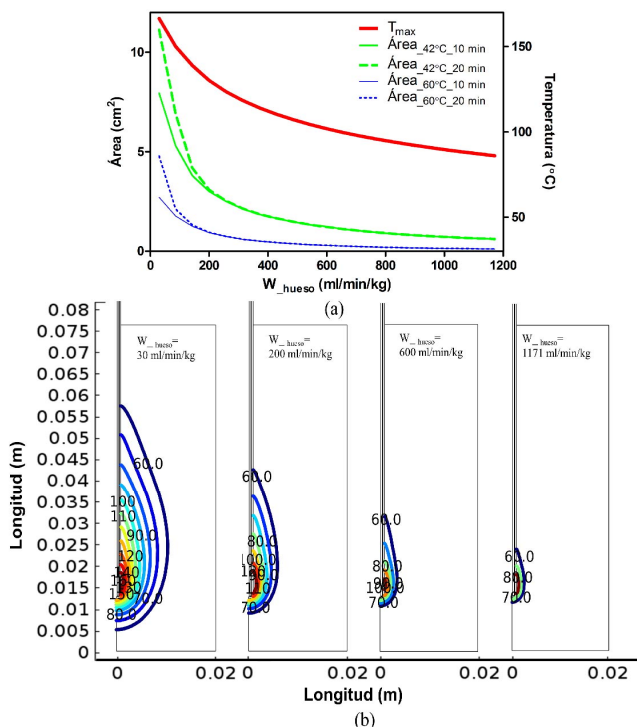 T_max
Área_42°C_10 min
Área_42°C_20 min
Área_60°C_10 min
Área_60°C_20 min
10
5
0
150
100
50
Área (cm²)
Temperatura (°C)
0 200 400 600 800 1000 1200
W_hueso (ml/min/kg)
(a)
0.08
0.075
0.07
0.065
0.06
0.055
0.05
0.045
0.04
0.035
0.03
0.025
0.02
0.015
0.01
0.005
0
Longitud (m)
W_hueso=
30 ml/min/kg
W_hueso=
200 ml/min/kg
W_hueso=
600 ml/min/kg
W_hueso=
1171 ml/min/kg
60.0
100
110
90.0
120
140
130
70.0
80.0
60.0
80.0
100.0
70.0
60.0
80.0
70.0
60.0
80.0
70.0
0 0.02 0 0.02 0 0.02 0 0.02
Longitud (m)
(b)